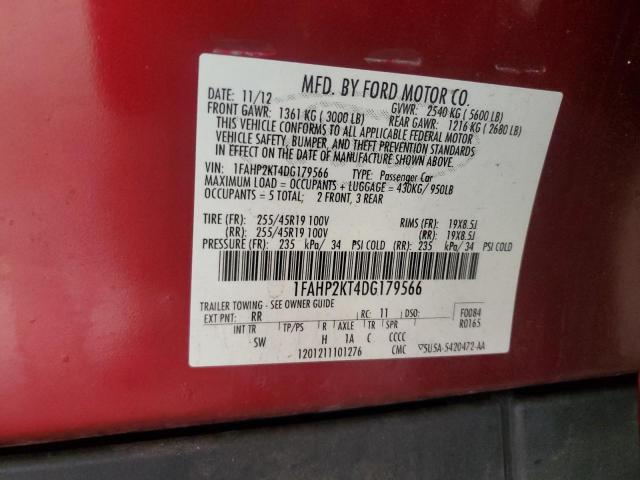 MFD. BY FORD MOTOR CO.
DATE: 11/12 GVWR: 2540 KG ( 5600 LB)
FRONT GAWR: 1361 KG ( 3000 LB) REAR GAWR: 1216 KG ( 2680 LB)
THIS VEHICLE CONFORMS TO ALL APPLICABLE FEDERAL MOTOR
VEHICLE SAFETY, BUMPER, AND THEFT PREVENTION STANDARDS
IN EFFECT ON THE DATE OF MANUFACTURE SHOWN ABOVE.
VIN: 1FAHP2KT4DG179566 TYPE: Passenger Car
MAXIMUM LOAD = OCCUPANTS + LUGGAGE = 430KG/950LB
OCCUPANTS = 5 TOTAL: 2 FRONT, 3 REAR
TIRE (FR): 255/45R19 100V RIMS (FR): 19X8.5J
(RR): 255/45R19 100V (RR): 19X8.5J
PRESSURE (FR): 235 kPa/ 34 PSI COLD (RR): 235 kPa/ 34 PSI COLD
1FAHP2KT4DG179566
TRAILER TOWING - SEE OWNER GUIDE
EXT PNT: RR RC: 11 DSO: F0084
INT TR TP/PS R AXLE TR SPR R0165
SW H 1A C CCCC
1201211101276 CMC ▽5U5A-5420472-AA